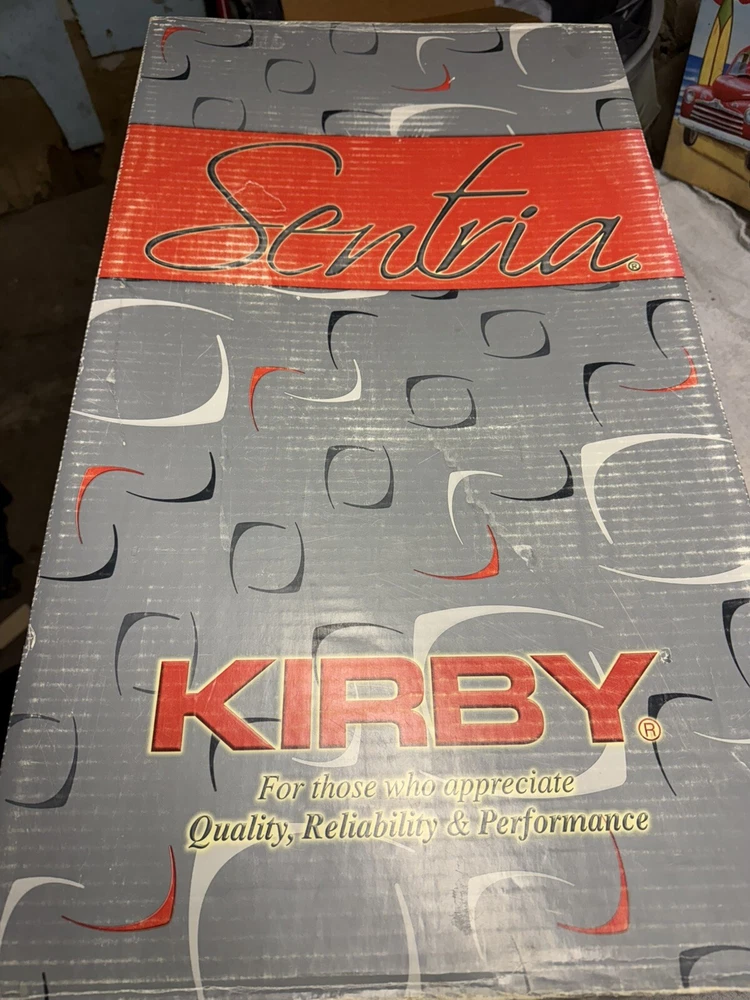 Sentria®
KIRBY®
For those who appreciate
Quality, Reliability & Performance